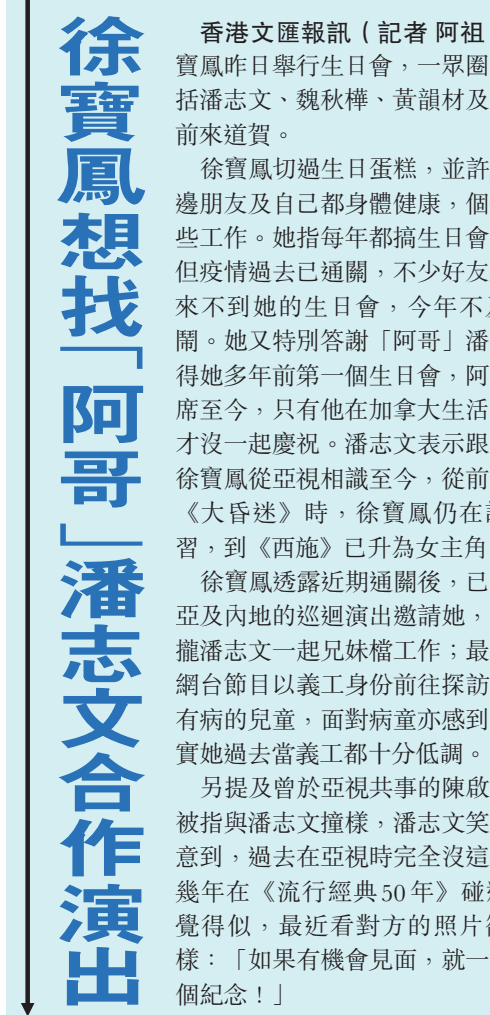 徐寶鳳想找「阿哥」潘志文合作演出
香港文匯報訊（記者 阿祖
寶鳳昨日舉行生日會，一眾圈
括潘志文、魏秋樺、黃韻材及
前來道賀。
徐寶鳳切過生日蛋糕，並許
邊朋友及自己都身體健康，個
些工作。她指每年都搞生日會
但疫情過去已通關，不少好友
來不到她的生日會，今年不
鬧。她又特別答謝「阿哥」潘
得她多年前第一個生日會，阿
席至今，只有他在加拿大生活
才沒一起慶祝。潘志文表示跟
徐寶鳳從亞視相識至今，從前
《大昏迷》時，徐寶鳳仍在
習，到《西施》已升為女主角
徐寶鳳透露近期通關後，已
亞及內地的巡迴演出邀請她，
攏潘志文一起兄妹檔工作；最
網台節目以義工身份前往探訪
有病的兒童，面對病童亦感到
實她過去當義工都十分低調。
另提及曾於亞視共事的陳啟
被指與潘志文撞樣，潘志文笑
意到，過去在亞視時完全沒這
幾年在《流行經典50年》碰
覺得似，最近看對方的照片
樣：「如果有機會見面，就一
個紀念！」